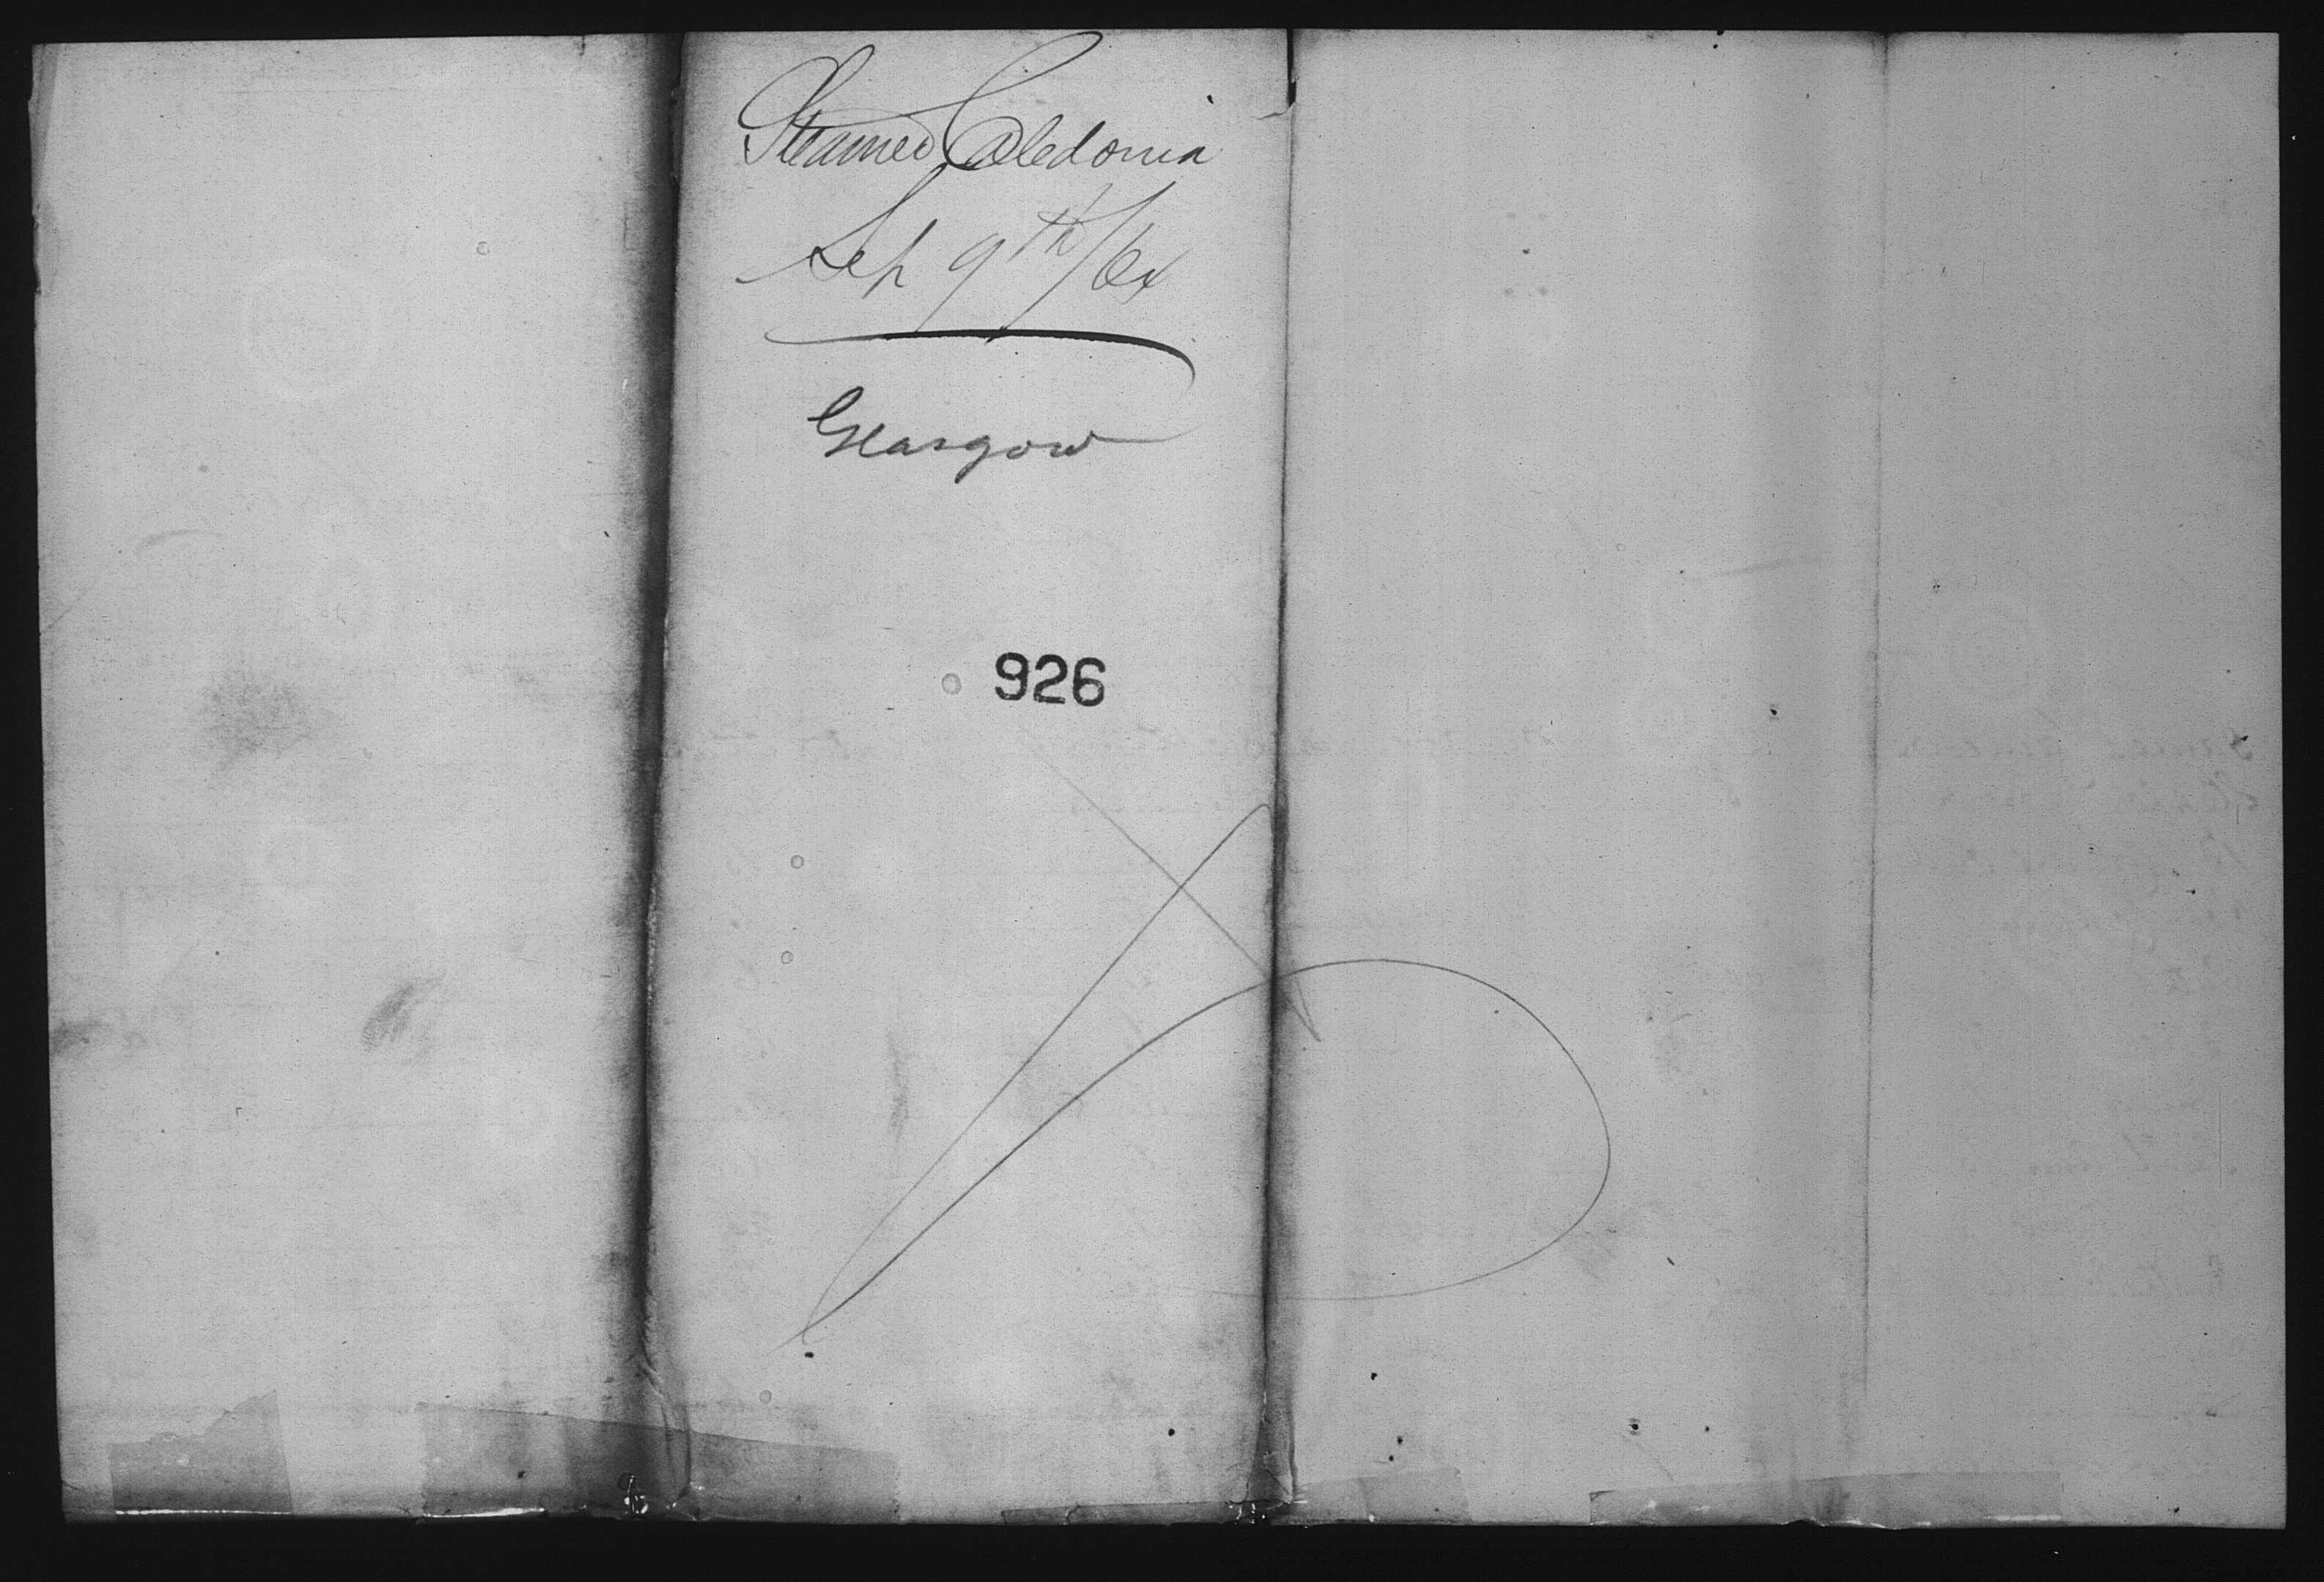 Steamer Caledonia
Sep 9th/64
Glasgow
926